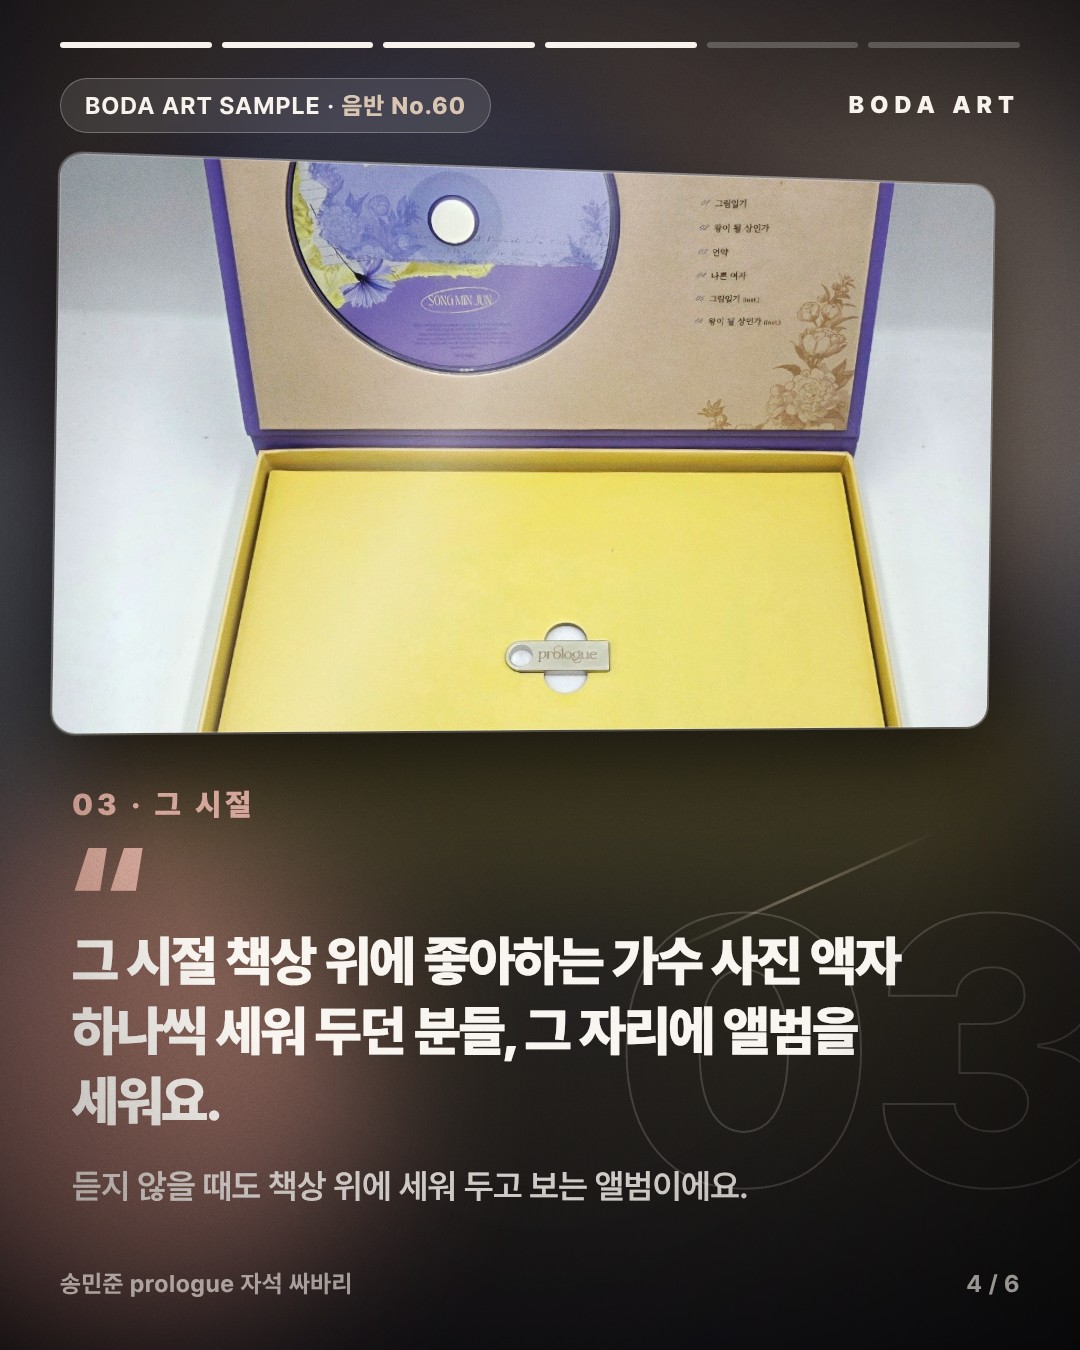 BODA ART SAMPLE · 음반 No.60
BODA ART
01 그림일기
02 왕이 될 상인가
03 언약
04 나쁜 여자
05 그림일기 (Inst.)
06 왕이 될 상인가 (Inst.)
SONG MIN JUN
prologue
03 · 그 시절
“
그 시절 책상 위에 좋아하는 가수 사진 액자
하나씩 세워 두던 분들, 그 자리에 앨범을
세워요.
03
듣지 않을 때도 책상 위에 세워 두고 보는 앨범이에요.
송민준 prologue 자석 싸바리
4 / 6